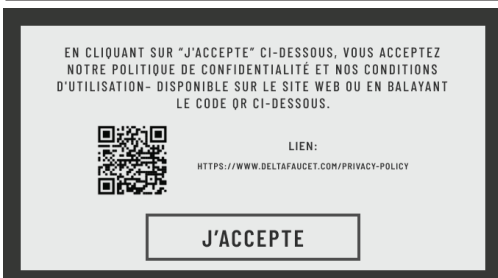 EN CLIQUANT SUR "J'ACCEPTE" CI-DESSOUS, VOUS ACCEPTEZ
NOTRE POLITIQUE DE CONFIDENTIALITÉ ET NOS CONDITIONS
D'UTILISATION- DISPONIBLE SUR LE SITE WEB OU EN BALAYANT
LE CODE QR CI-DESSOUS.
LIEN:
HTTPS://WWW.DELTAFAUCET.COM/PRIVACY-POLICY
J'ACCEPTE